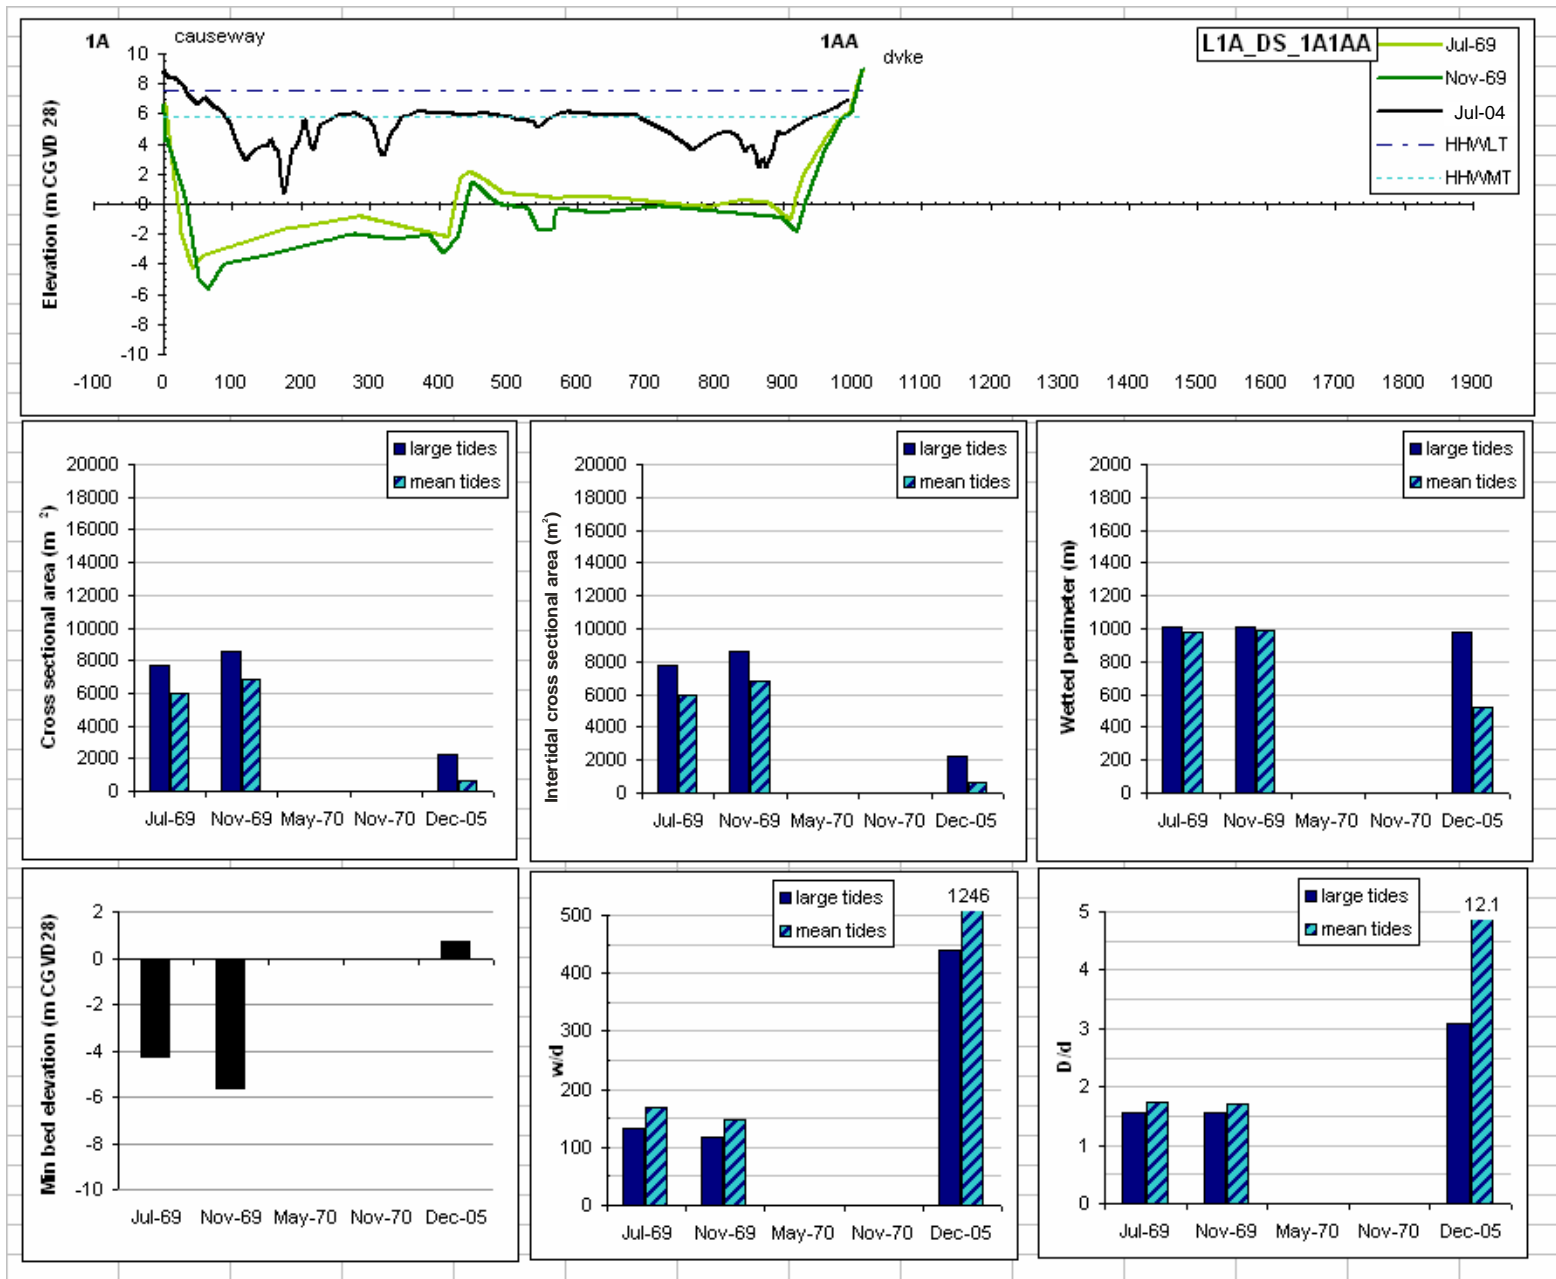 1A
causeway
1AA
dyke
L1A_DS_1A1AA
Jul-69
Nov-69
Jul-04
HHWLT
HHWMT
Elevation (m CGVD 28)
10
8
6
4
2
0
-2
-4
-6
-8
-10
-100 0 100 200 300 400 500 600 700 800 900 1000 1100 1200 1300 1400 1500 1600 1700 1800 1900
large tides
mean tides
Cross sectional area (m ²)
20000
18000
16000
14000
12000
10000
8000
6000
4000
2000
0
Jul-69 Nov-69 May-70 Nov-70 Dec-05
large tides
mean tides
Intertidal cross sectional area (m²)
20000
18000
16000
14000
12000
10000
8000
6000
4000
2000
0
Jul-69 Nov-69 May-70 Nov-70 Dec-05
large tides
mean tides
Wetted perimeter (m)
2000
1800
1600
1400
1200
1000
800
600
400
200
0
Jul-69 Nov-69 May-70 Nov-70 Dec-05
Min bed elevation (m CGVD28)
2
0
-2
-4
-6
-8
-10
Jul-69 Nov-69 May-70 Nov-70 Dec-05
large tides
mean tides
1246
w/d
500
400
300
200
100
0
Jul-69 Nov-69 May-70 Nov-70 Dec-05
large tides
mean tides
12.1
D/d
5
4
3
2
1
0
Jul-69 Nov-69 May-70 Nov-70 Dec-05